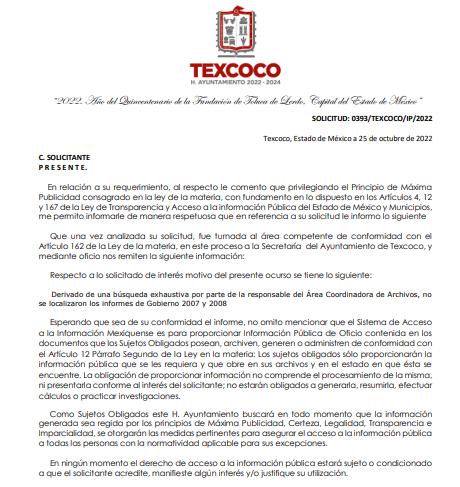 TEXCOCO
H. AYUNTAMIENTO 2022 - 2024
"2022. Año del Quincentenario de la Fundación de Toluca de Lerdo, Capital del Estado de México"
SOLICITUD: 0393/TEXCOCO/IP/2022
Texcoco, Estado de México a 25 de octubre de 2022
C. SOLICITANTE
P R E S E N T E.
En relación a su requerimiento, al respecto le comento que privilegiando el Principio de Máxima
Publicidad consagrado en la ley de la materia, con fundamento en lo dispuesto en los Artículos 4, 12
y 167 de la Ley de Transparencia y Acceso a la Información Pública del Estado de México y Municipios,
me permito informarle de manera respetuosa que en referencia a su solicitud le informo lo siguiente
Que una vez analizada su solicitud, fue turnada al área competente de conformidad con el
Artículo 162 de la Ley de la materia, en este proceso a la Secretaría del Ayuntamiento de Texcoco, y
mediante oficio nos remiten la siguiente información:
Respecto a lo solicitado de interés motivo del presente ocurso se tiene lo siguiente:
Derivado de una búsqueda exhaustiva por parte de la responsable del Área Coordinadora de Archivos, no
se localizaron los informes de Gobierno 2007 y 2008
Esperando que sea de su conformidad el informe, no omito mencionar que el Sistema de Acceso
a la Información Mexiquense es para proporcionar Información Pública de Oficio contenida en los
documentos que los Sujetos Obligados posean, archiven, generen o administren de conformidad con
el Artículo 12 Párrafo Segundo de la Ley en la materia: Los sujetos obligados sólo proporcionarán la
información pública que se les requiera y que obre en sus archivos y en el estado en que ésta se
encuentre. La obligación de proporcionar información no comprende el procesamiento de la misma,
ni presentarla conforme al interés del solicitante; no estarán obligados a generarla, resumirla, efectuar
cálculos o practicar investigaciones.
Como Sujetos Obligados este H. Ayuntamiento buscará en todo momento que la información
generada sea regida por los principios de Máxima Publicidad, Certeza, Legalidad, Transparencia e
Imparcialidad, se otorgarán las medidas pertinentes para asegurar el acceso a la información pública
a todas las personas con la normatividad aplicable para sus excepciones.
En ningún momento el derecho de acceso a la información pública estará sujeto o condicionado
a que el solicitante acredite, manifieste algún interés y/o justifique su utilización.